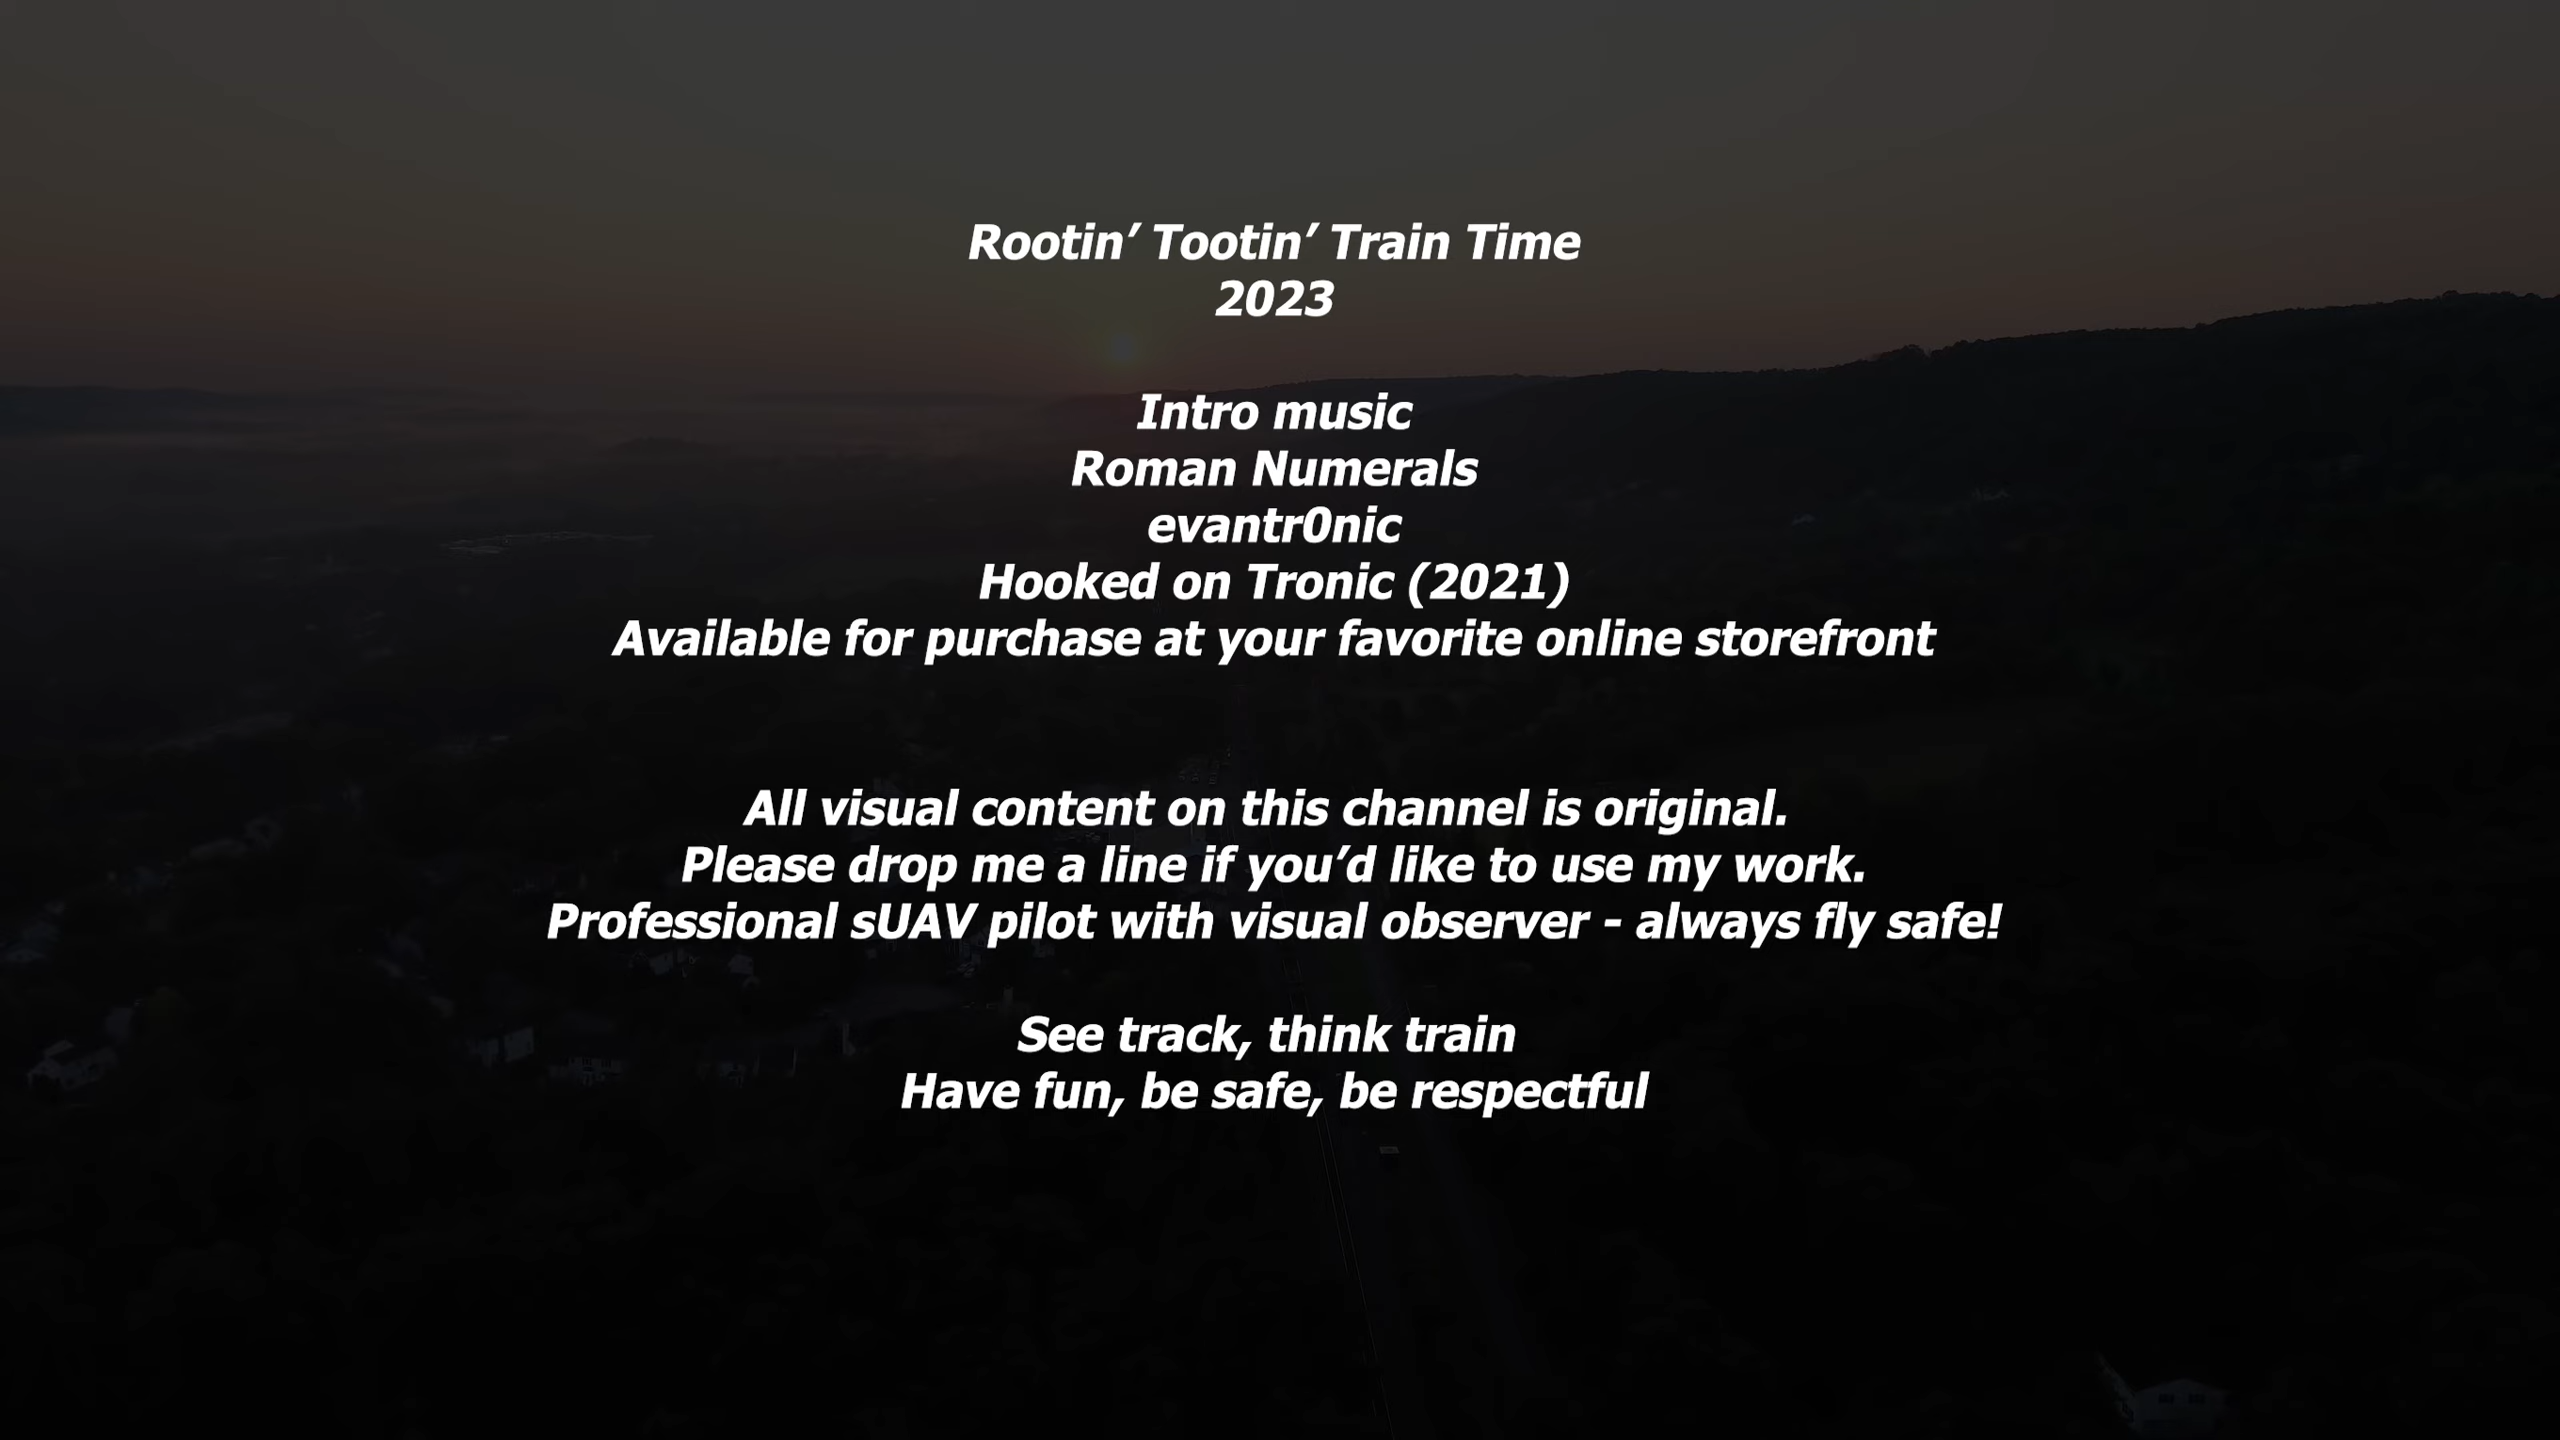 Rootin’ Tootin’ Train Time
2023
Intro music
Roman Numerals
evantr0nic
Hooked on Tronic (2021)
Available for purchase at your favorite online storefront
All visual content on this channel is original.
Please drop me a line if you’d like to use my work.
Professional sUAV pilot with visual observer - always fly safe!
See track, think train
Have fun, be safe, be respectful